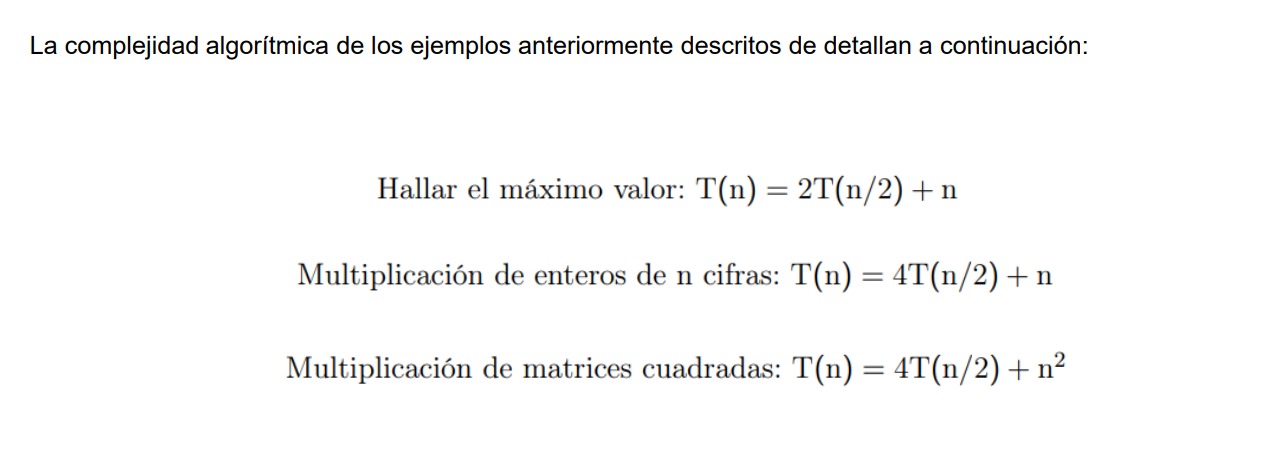 La complejidad algorítmica de los ejemplos anteriormente descritos de detallan a continuación:
Hallar el máximo valor: T(n) = 2T(n/2) + n
Multiplicación de enteros de n cifras: T(n) = 4T(n/2) + n
Multiplicación de matrices cuadradas: T(n) = 4T(n/2) + n²